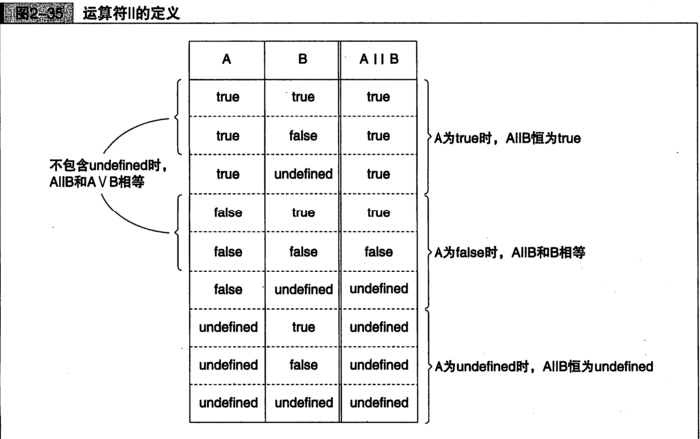 图2-35 运算符||的定义
A B A || B
true true true
true false true
true undefined true
false true true
false false false
false undefined undefined
undefined true undefined
undefined false undefined
undefined undefined undefined
不包含undefined时,
A||B和A∨B相等
A为true时,A||B恒为true
A为false时,A||B和B相等
A为undefined时,A||B恒为undefined